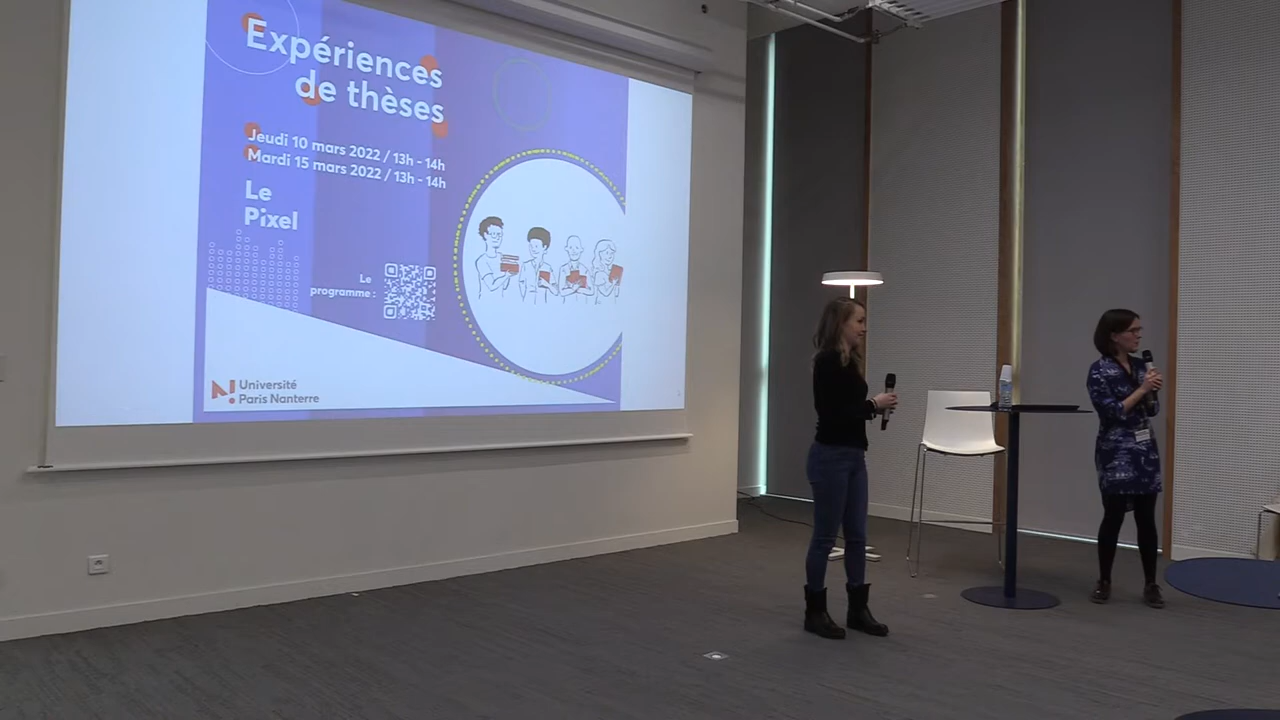 Expériences
de thèses
Jeudi 10 mars 2022 / 13h - 14h
Mardi 15 mars 2022 / 13h - 14h
Le
Pixel
Le
programme :
Université
Paris Nanterre